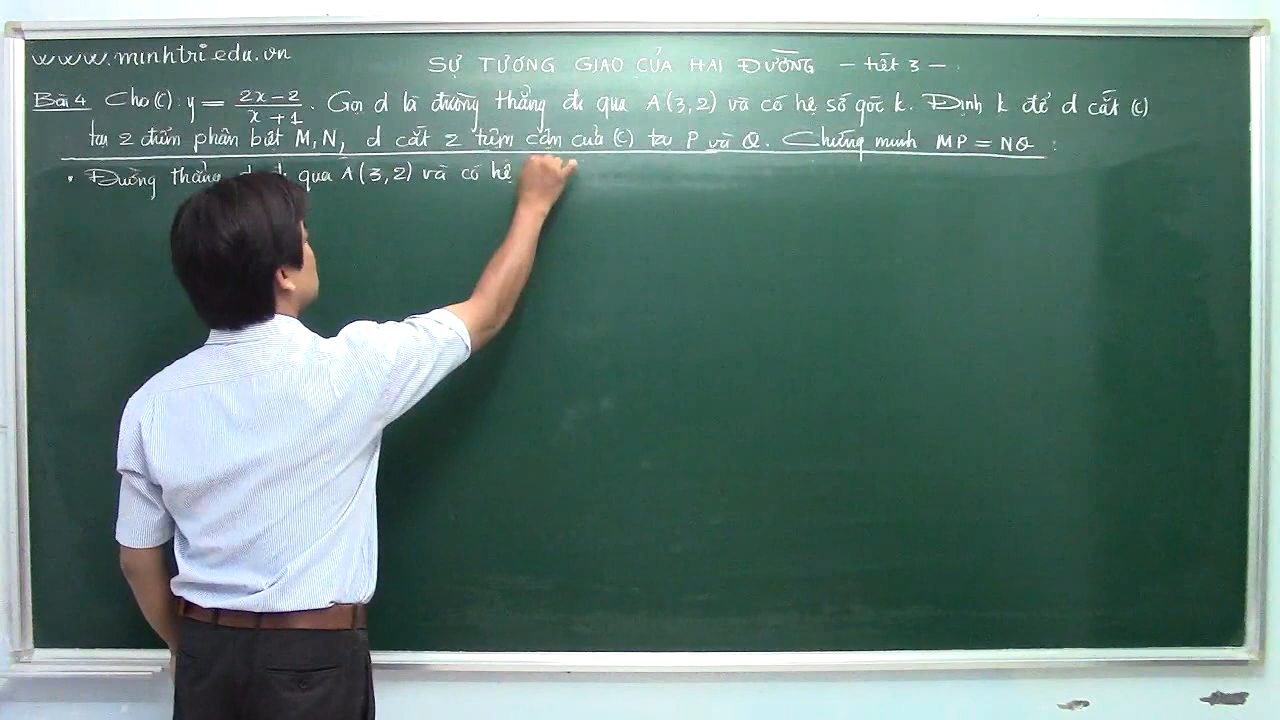 www.minhtri.edu.vn
SỰ TƯƠNG GIAO CỦA HAI ĐƯỜNG - tiết 3 -
Bài 4 Cho (C): y = \frac{2x-2}{x+1}. Gọi d là đường thẳng đi qua A(3,2) và có hệ số góc k. Định k để d cắt (C)
tại 2 điểm phân biệt M, N, d cắt 2 tiệm cận của (C) tại P và Q. Chứng minh MP = NQ
• Đường thẳng d đi qua A(3,2) và có hệ